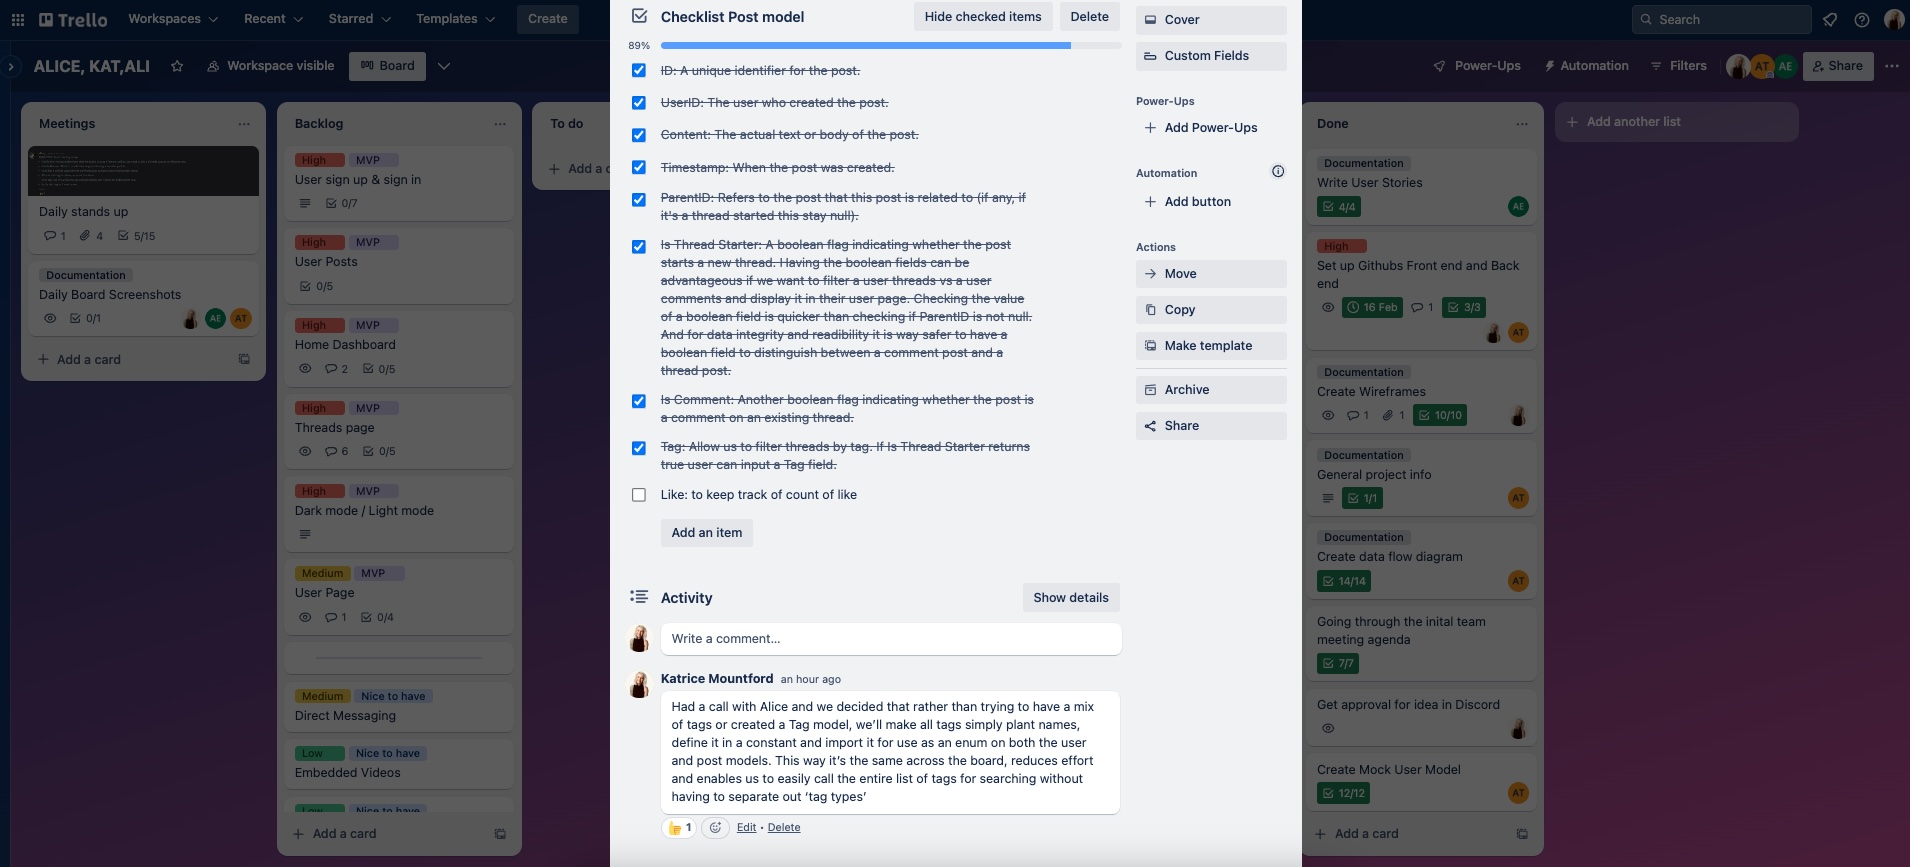 Trello
Workspaces
Recent
Starred
Templates
Create
Search
ALICE, KAT,ALI
Workspace visible
Board
Power-Ups
Automation
Filters
AT
AE
Share
Meetings
Daily stands up
1
4
5/15
Documentation
Daily Board Screenshots
0/1
AE
AT
Add a card
Backlog
High
MVP
User sign up & sign in
0/7
High
MVP
User Posts
0/5
High
MVP
Home Dashboard
2
0/5
High
MVP
Threads page
6
0/5
High
MVP
Dark mode / Light mode
Medium
MVP
User Page
1
0/4
Medium
Nice to have
Direct Messaging
Low
Nice to have
Embedded Videos
Low
Nice to have
Add a card
To do
Add a c
Checklist Post model
Hide checked items
Delete
89%
ID: A unique identifier for the post.
UserID: The user who created the post.
Content: The actual text or body of the post.
Timestamp: When the post was created.
ParentID: Refers to the post that this post is related to (if any, if
it's a thread started this stay null).
Is Thread Starter: A boolean flag indicating whether the post
starts a new thread. Having the boolean fields can be
advantageous if we want to filter a user threads vs a user
comments and display it in their user page. Checking the value
of a boolean field is quicker than checking if ParentID is not null.
And for data integrity and readibility it is way safer to have a
boolean field to distinguish between a comment post and a
thread post.
Is Comment: Another boolean flag indicating whether the post is
a comment on an existing thread.
Tag: Allow us to filter threads by tag. If Is Thread Starter returns
true user can input a Tag field.
Like: to keep track of count of like
Add an item
Activity
Show details
Write a comment...
Katrice Mountford an hour ago
Had a call with Alice and we decided that rather than trying to have a mix
of tags or created a Tag model, we'll make all tags simply plant names,
define it in a constant and import it for use as an enum on both the user
and post models. This way it's the same across the board, reduces effort
and enables us to easily call the entire list of tags for searching without
having to separate out 'tag types'
1
Edit • Delete
Cover
Custom Fields
Power-Ups
Add Power-Ups
Automation
Add button
Actions
Move
Copy
Make template
Archive
Share
Done
Documentation
Write User Stories
4/4
AE
High
Set up Githubs Front end and Back
end
16 Feb
1
3/3
AT
Documentation
Create Wireframes
1
1
10/10
Documentation
General project info
1/1
AT
Documentation
Create data flow diagram
14/14
AT
Going through the inital team
meeting agenda
7/7
Get approval for idea in Discord
Create Mock User Model
12/12
AT
Add a card
Add another list